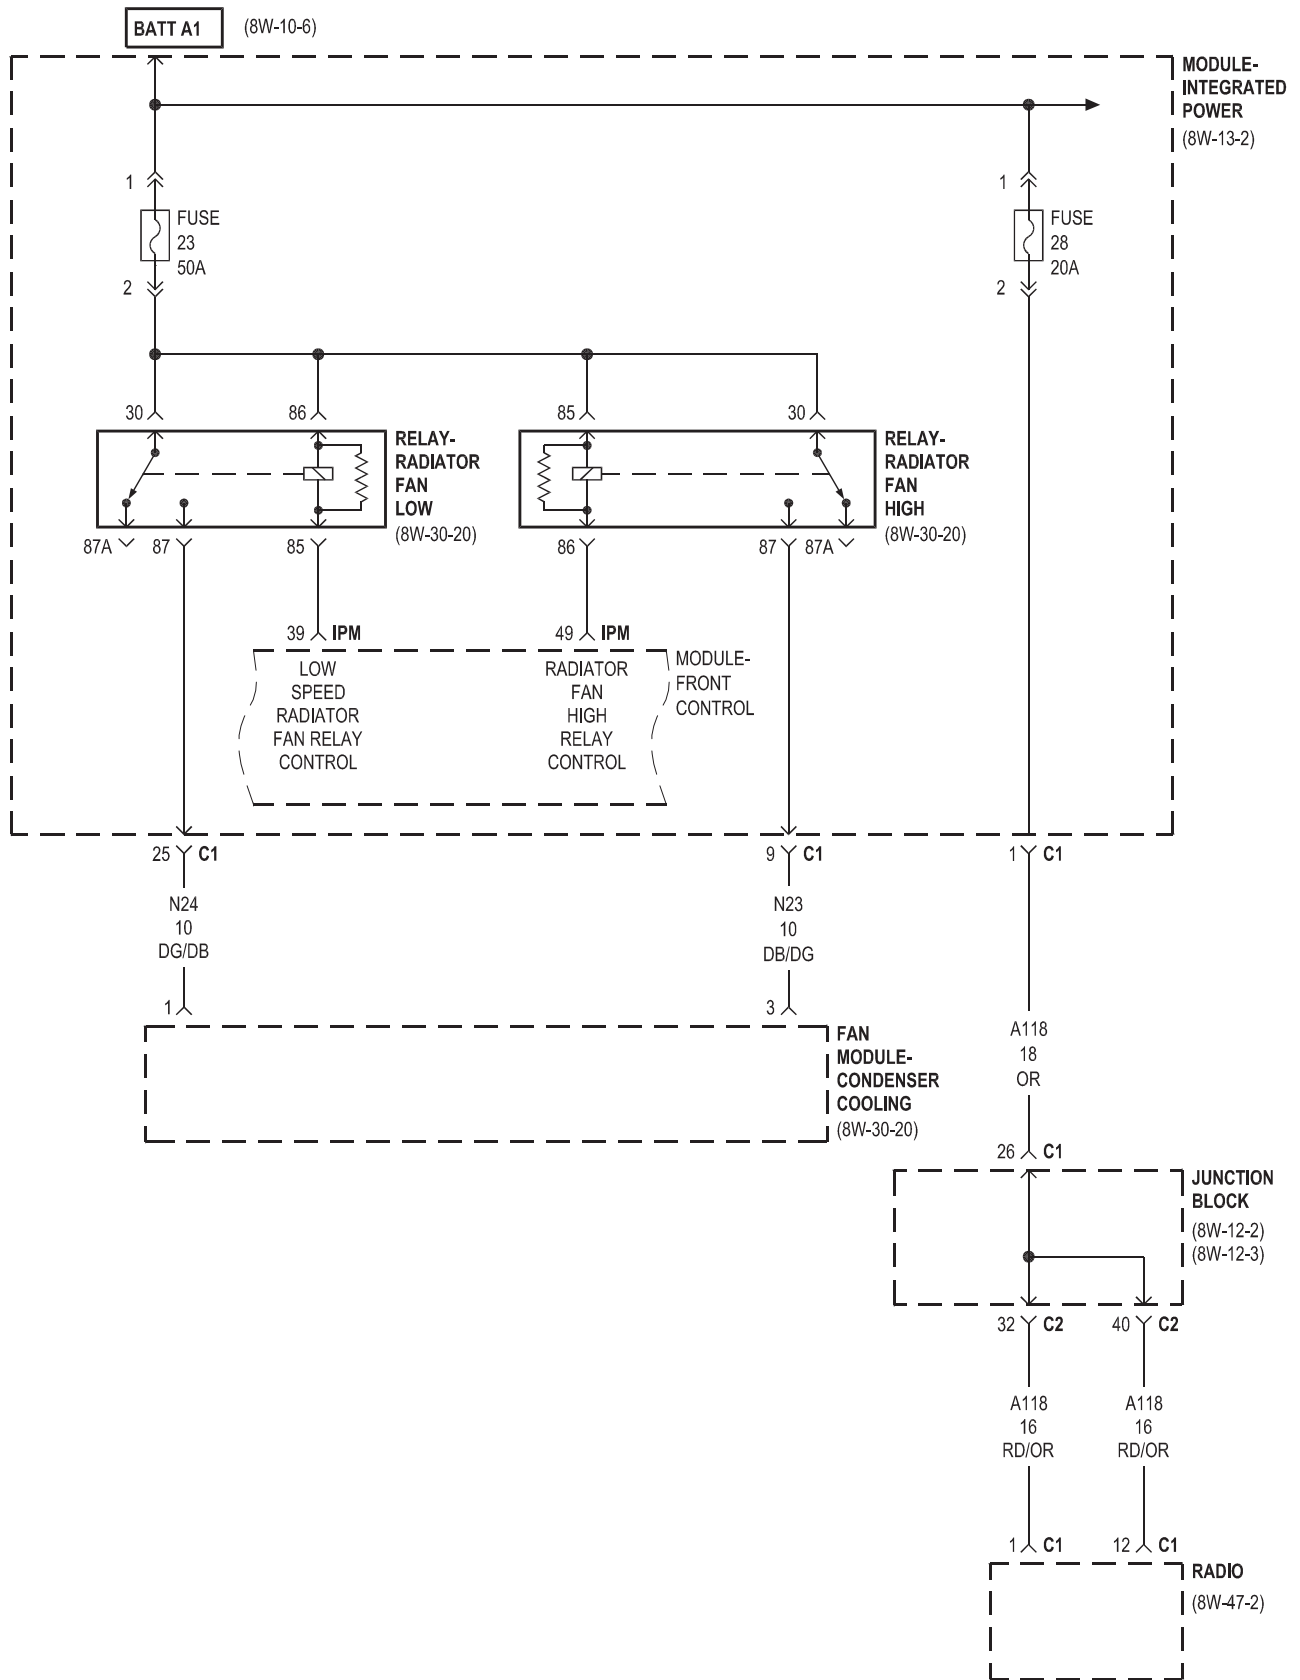 BATT A1
(8W-10-6)
MODULE-
INTEGRATED
POWER
(8W-13-2)
1
FUSE
23
50A
2
1
FUSE
28
20A
2
30
86
85
30
RELAY-
RADIATOR
FAN
LOW
(8W-30-20)
RELAY-
RADIATOR
FAN
HIGH
(8W-30-20)
87A
87
85
86
87
87A
39
IPM
49
IPM
LOW
SPEED
RADIATOR
FAN RELAY
CONTROL
RADIATOR
FAN
HIGH
RELAY
CONTROL
MODULE-
FRONT
CONTROL
25
C1
9
C1
1
C1
N24
10
DG/DB
N23
10
DB/DG
1
3
FAN
MODULE-
CONDENSER
COOLING
(8W-30-20)
A118
18
OR
26
C1
JUNCTION
BLOCK
(8W-12-2)
(8W-12-3)
32
C2
40
C2
A118
16
RD/OR
A118
16
RD/OR
1
C1
12
C1
RADIO
(8W-47-2)